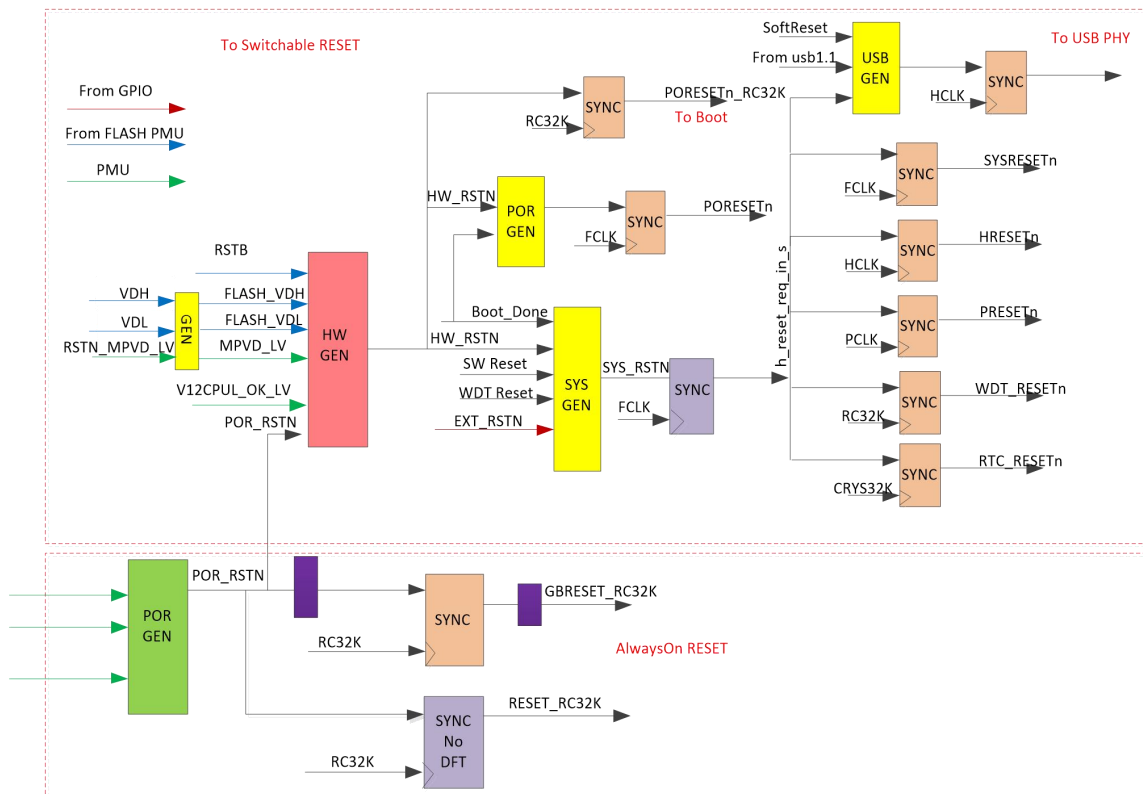 SoftReset
To Switchable RESET
To USB PHY
USB
GEN
From usb1.1
SYNC
HCLK
From GPIO
PORESETn_RC32K
SYNC
RC32K
To Boot
From FLASH PMU
PMU
SYNC
SYSRESETn
FCLK
HW_RSTN
POR
GEN
SYNC
PORESETn
FCLK
RSTB
SYNC
HRESETn
HCLK
h_reset_req_in_s
VDH
FLASH_VDH
GEN
VDL
FLASH_VDL
RSTN_MPVD_LV
MPVD_LV
HW
GEN
Boot_Done
HW_RSTN
SW Reset
WDT Reset
EXT_RSTN
SYS
GEN
SYS_RSTN
SYNC
FCLK
SYNC
PRESETn
PCLK
V12CPUL_OK_LV
POR_RSTN
SYNC
WDT_RESETn
RC32K
SYNC
RTC_RESETn
CRYS32K
POR_RSTN
POR
GEN
SYNC
GBRESET_RC32K
RC32K
AlwaysOn RESET
SYNC
No
DFT
RESET_RC32K
RC32K